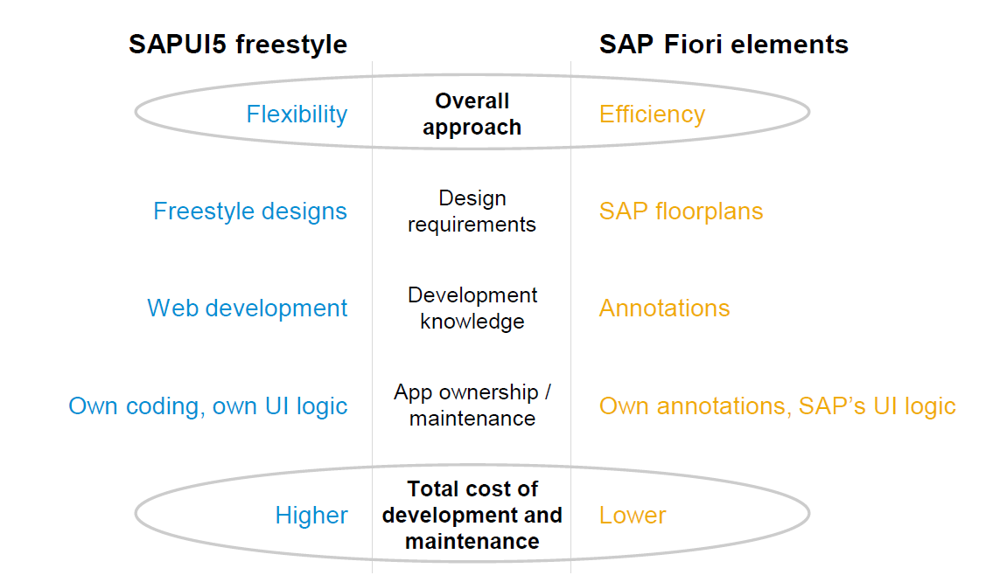 SAPUI5 freestyle
SAP Fiori elements
Flexibility
Overall
approach
Efficiency
Freestyle designs
Design
requirements
SAP floorplans
Web development
Development
knowledge
Annotations
Own coding, own UI logic
App ownership /
maintenance
Own annotations, SAP’s UI logic
Higher
Total cost of
development and
maintenance
Lower